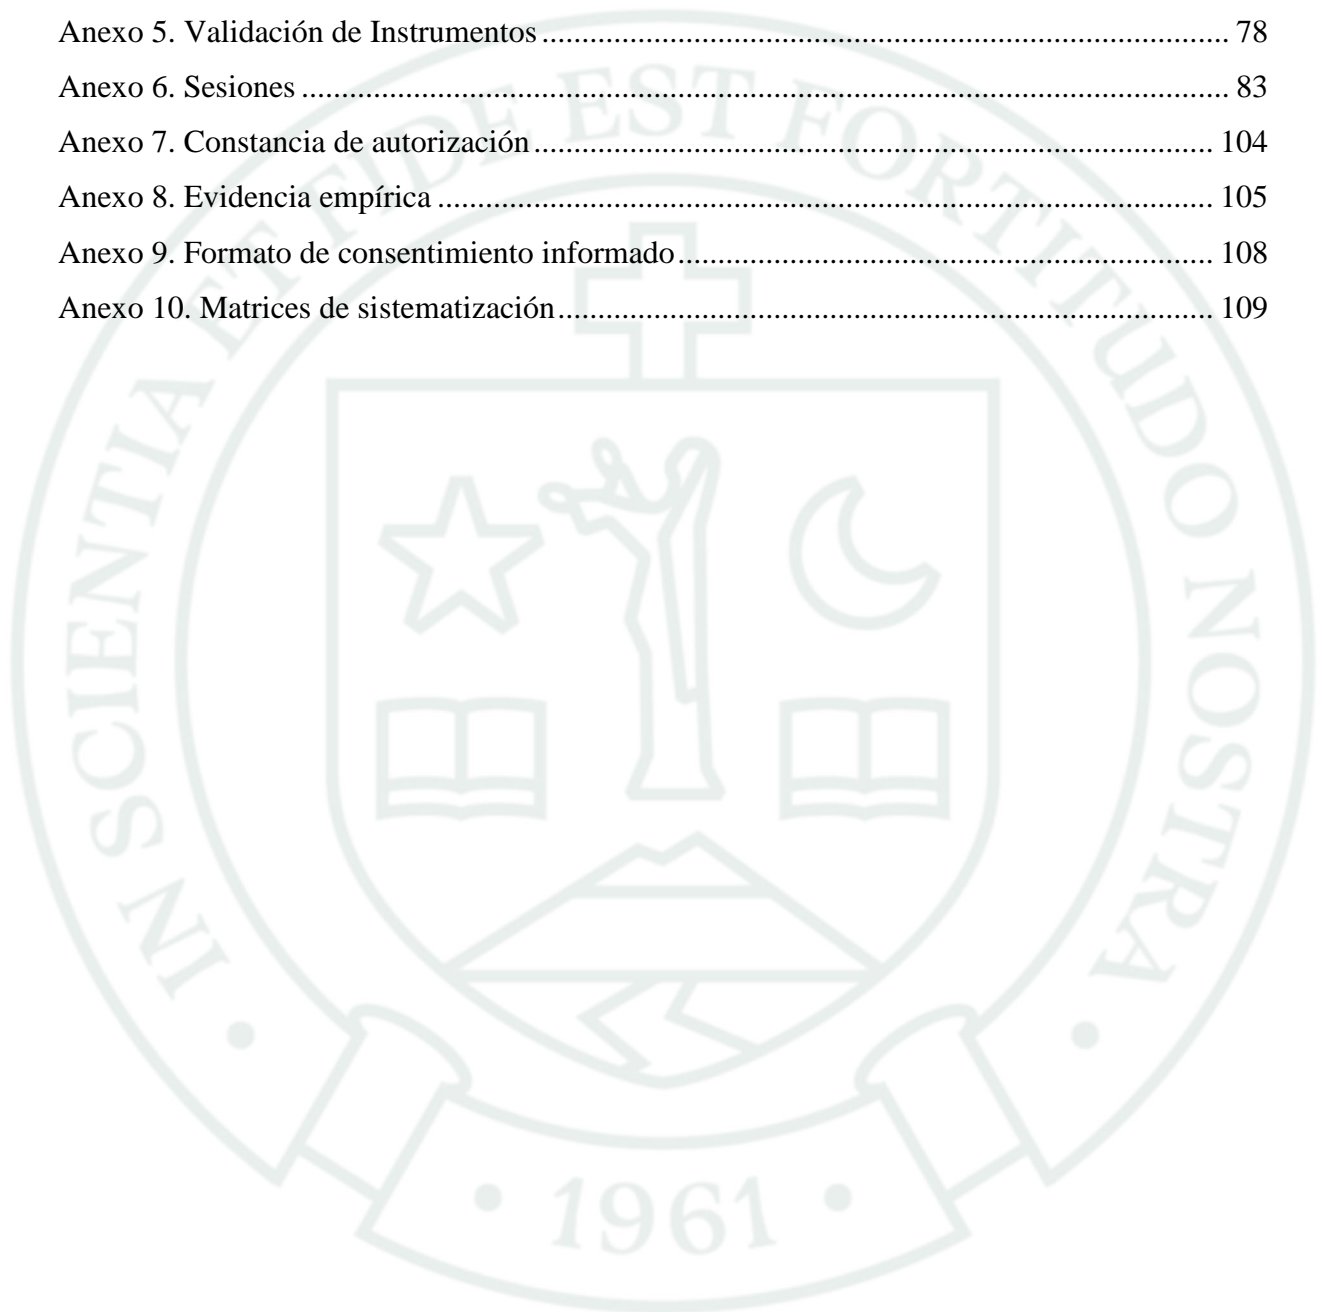 Anexo 5. Validación de Instrumentos ........ 78
Anexo 6. Sesiones ........ 83
Anexo 7. Constancia de autorización ........ 104
Anexo 8. Evidencia empírica ........ 105
Anexo 9. Formato de consentimiento informado ........ 108
Anexo 10. Matrices de sistematización ........ 109
IN SCIENTIA ET FIDE EST FORTITUDO NOSTRA
• 1961 •